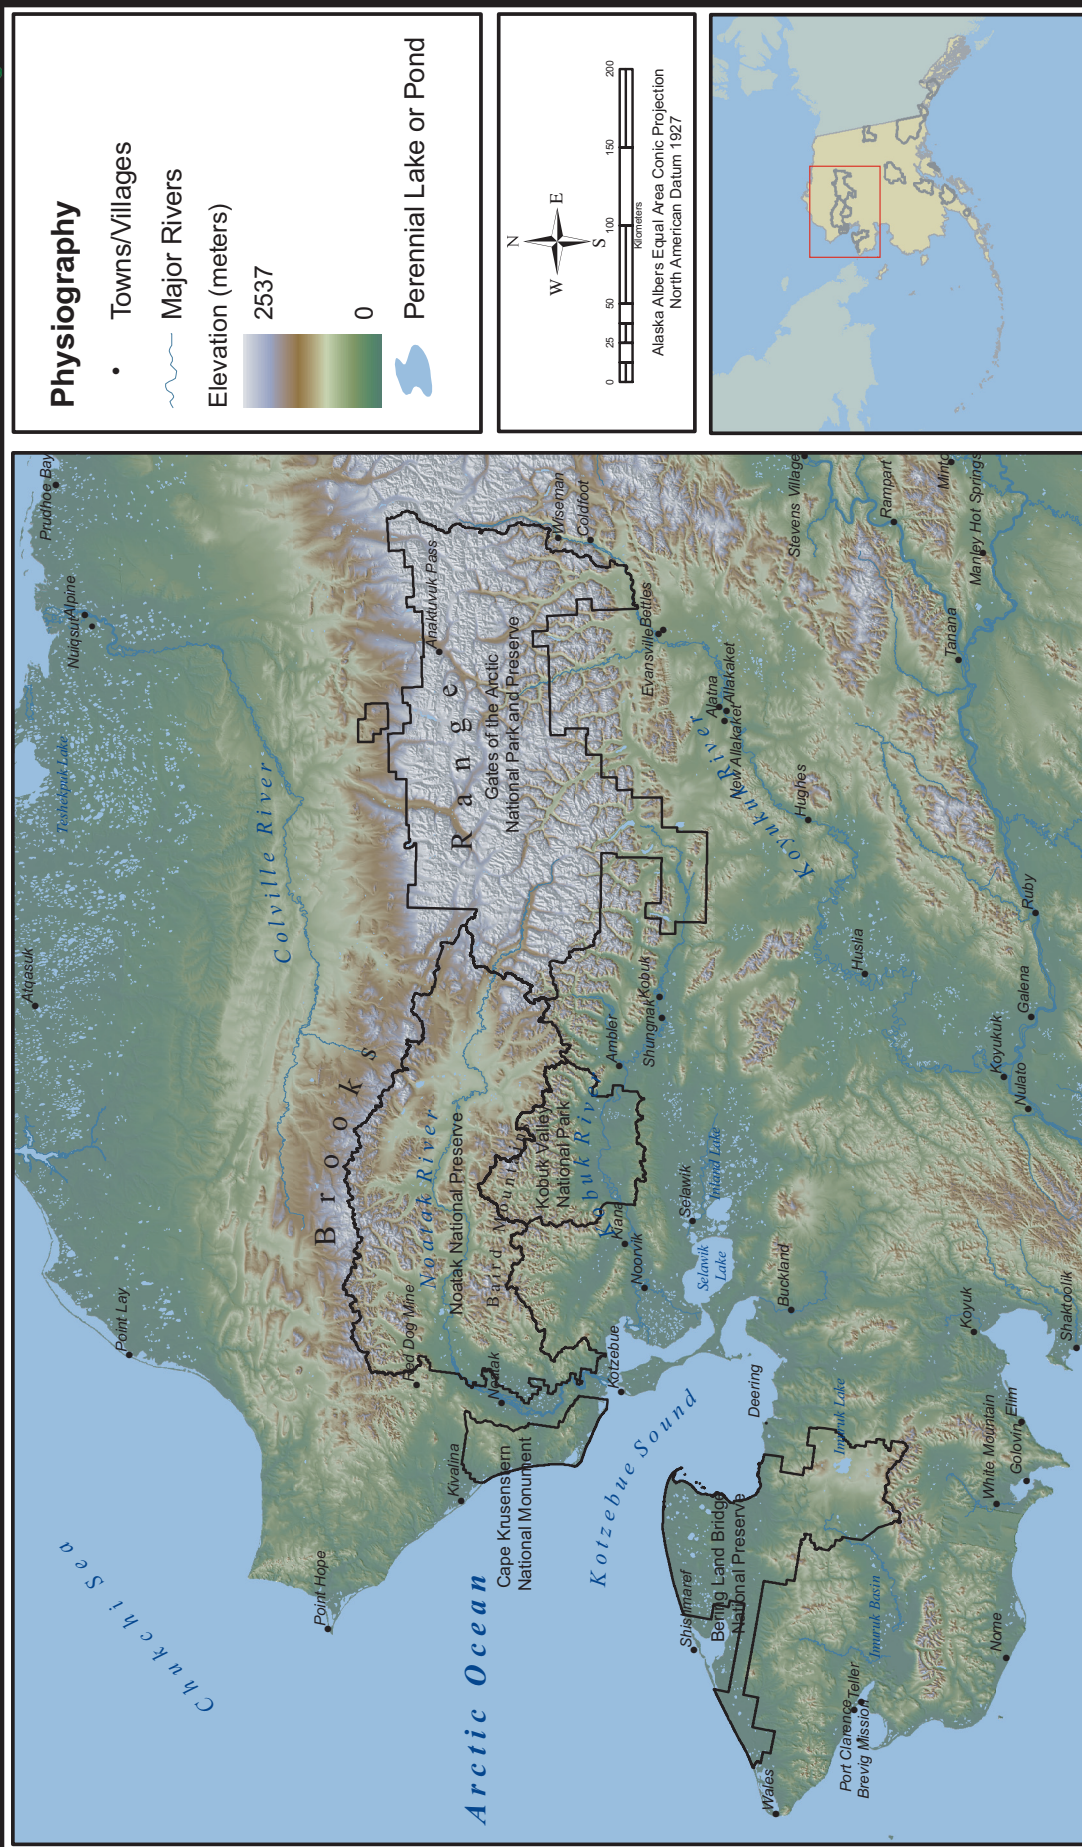 Physiography
Towns/Villages
Major Rivers
Elevation (meters)
2537
0
Perennial Lake or Pond
N
W
E
S
0
25
50
100
150
200
Kilometers
Alaska Albers Equal Area Conic Projection
North American Datum 1927
Chukchi Sea
Arctic Ocean
Kotzebue Sound
Point Lay
Point Hope
Atqasuk
Teshekpuk Lake
Nuiqsut
Alpine
Prudhoe Bay
Colville River
Brooks
Range
Anaktuvuk Pass
Gates of the Arctic
National Park and Preserve
Wiseman
Coldfoot
Red Dog Mine
Noatak River
Noatak National Preserve
Noatak
Kivalina
Cape Krusenstern
National Monument
Baird Mountains
Kobuk Valley
National Park
Kobuk River
Ambler
Shungnak
Kobuk
Kiana
Noorvik
Kotzebue
Selawik
Selawik
Lake
Inland Lake
Evansville
Bettles
Alatna
Allakaket
New Allakaket
Koyukuk River
Hughes
Huslia
Stevens Village
Rampart
Minto
Manley Hot Springs
Tanana
Ruby
Galena
Koyukuk
Nulato
Buckland
Deering
Koyuk
Shaktoolik
Imuruk Lake
Elim
Golovin
White Mountain
Shishmaref
Bering Land Bridge
National Preserve
Imuruk Basin
Nome
Teller
Port Clarence
Brevig Mission
Wales